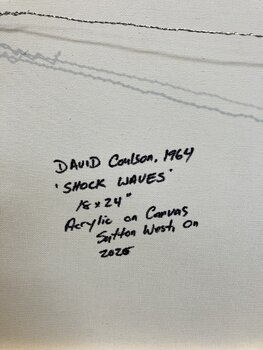 DAVID Coulson, 1964
'SHOCK WAVES'
18 x 24"
Acrylic on Canvas
Sutton West, On
2025